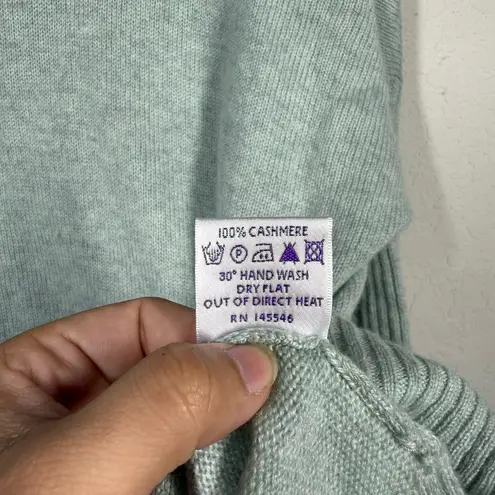 100% CASHMERE
P
30° HAND WASH
DRY FLAT
OUT OF DIRECT HEAT
RN 145546